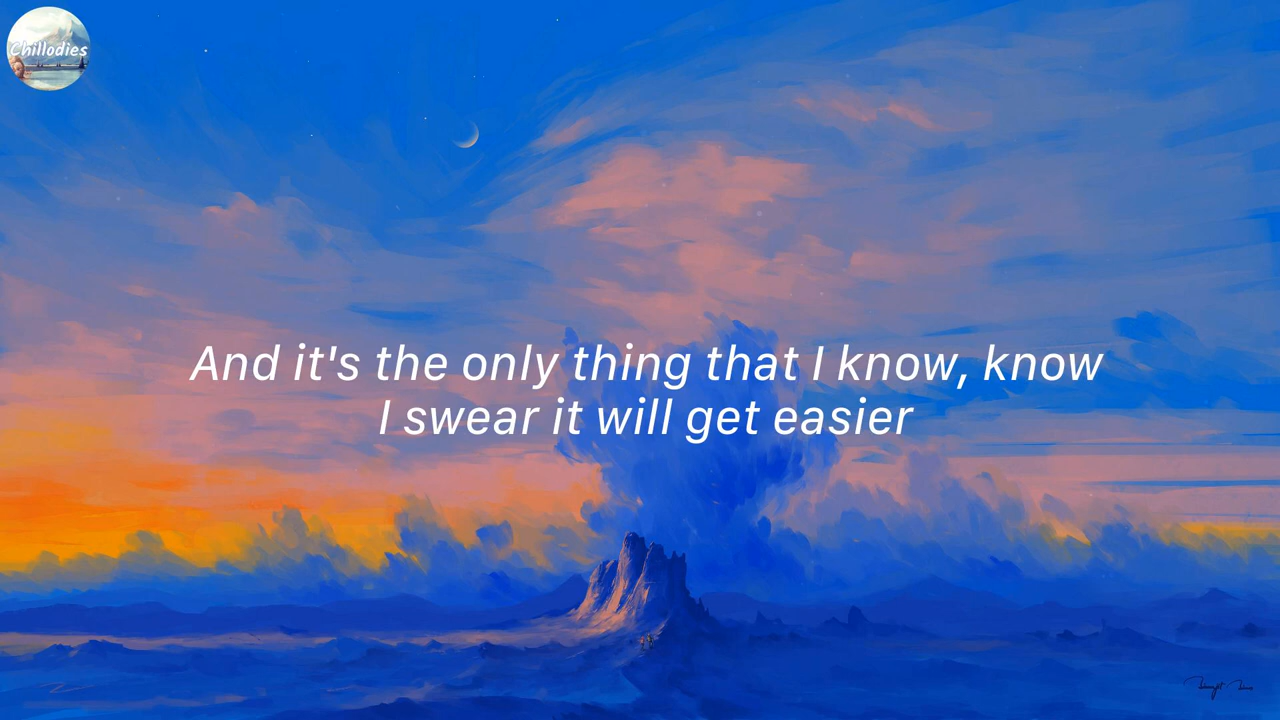 Chillodies
And it's the only thing that I know, know
I swear it will get easier